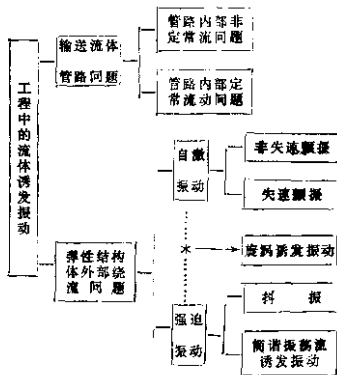 工程中的流体诱发振动
输送流体
管路问题
管路内部非
定常流问题
管路内部定
常流动问题
弹性结构
体外部绕
流问题
自激
振动
非失速颤振
失速颤振
旋涡诱发振动
强迫
振动
抖振
简谐振荡流
诱发振动